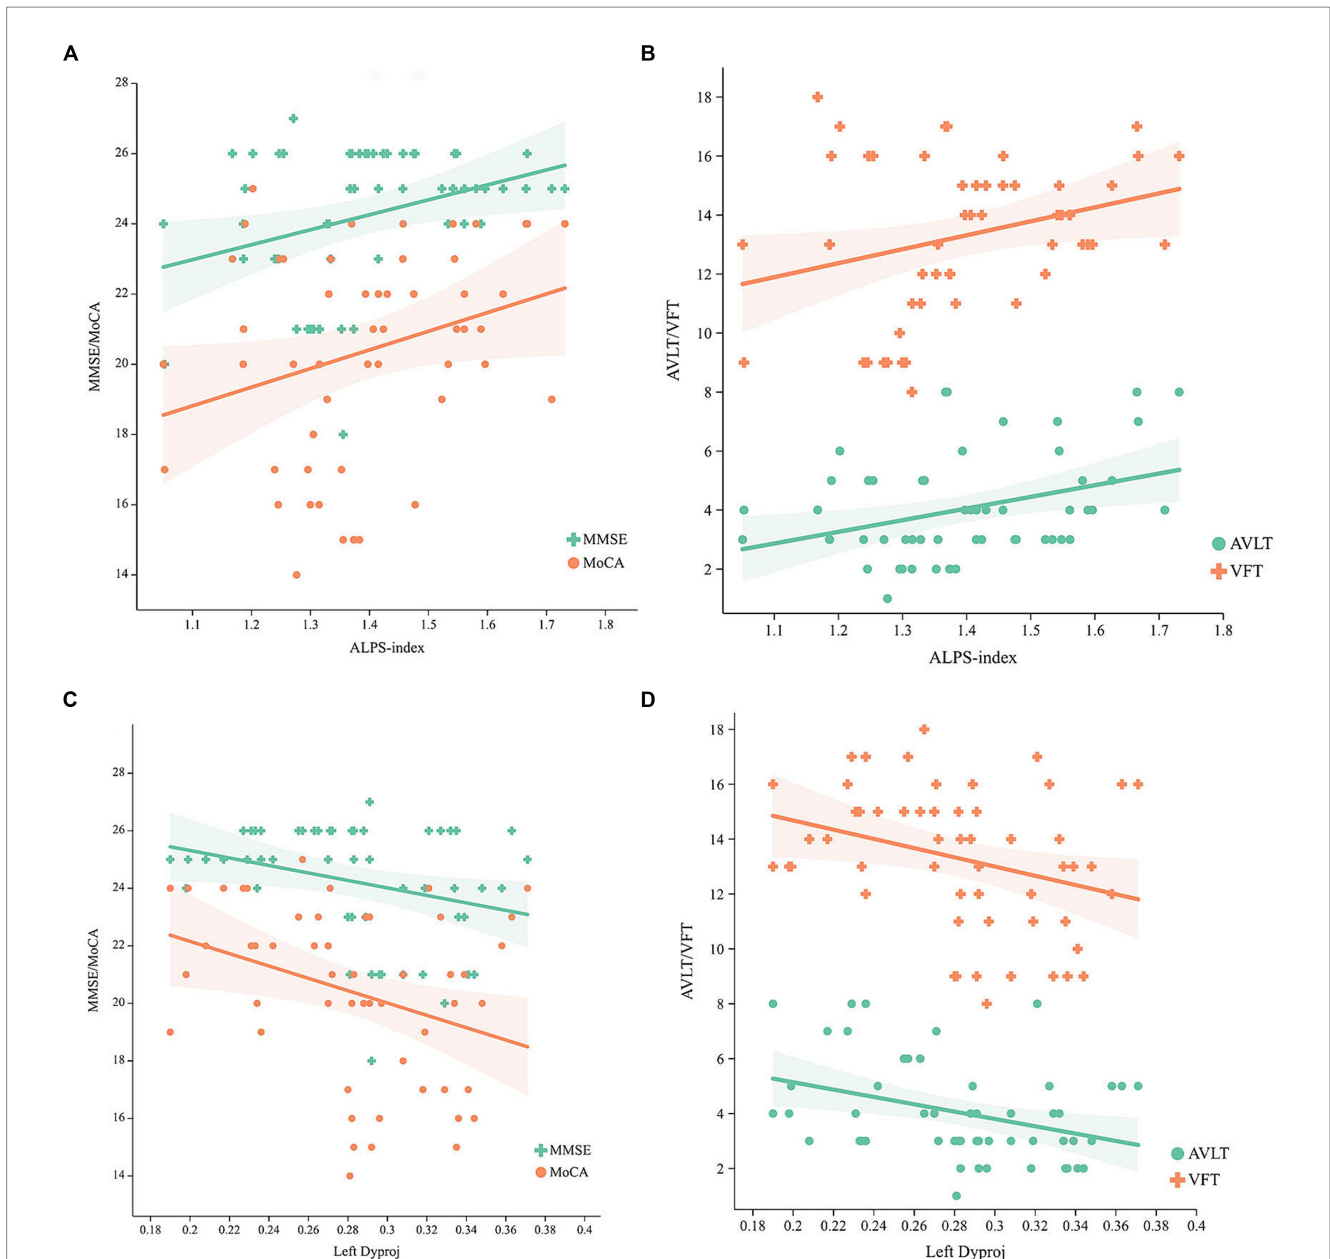 A
28
26
24
22
20
18
16
14
MMSE/MoCA
1.1 1.2 1.3 1.4 1.5 1.6 1.7 1.8
ALPS-index
MMSE
MoCA
B
18
16
14
12
10
8
6
4
2
AVLT/VFT
1.1 1.2 1.3 1.4 1.5 1.6 1.7 1.8
ALPS-index
AVLT
VFT
C
28
26
24
22
20
18
16
14
MMSE/MoCA
0.18 0.2 0.22 0.24 0.26 0.28 0.3 0.32 0.34 0.36 0.38 0.4
Left Dyproj
MMSE
MoCA
D
18
16
14
12
10
8
6
4
2
AVLT/VFT
0.18 0.2 0.22 0.24 0.26 0.28 0.3 0.32 0.34 0.36 0.38 0.4
Left Dyproj
AVLT
VFT